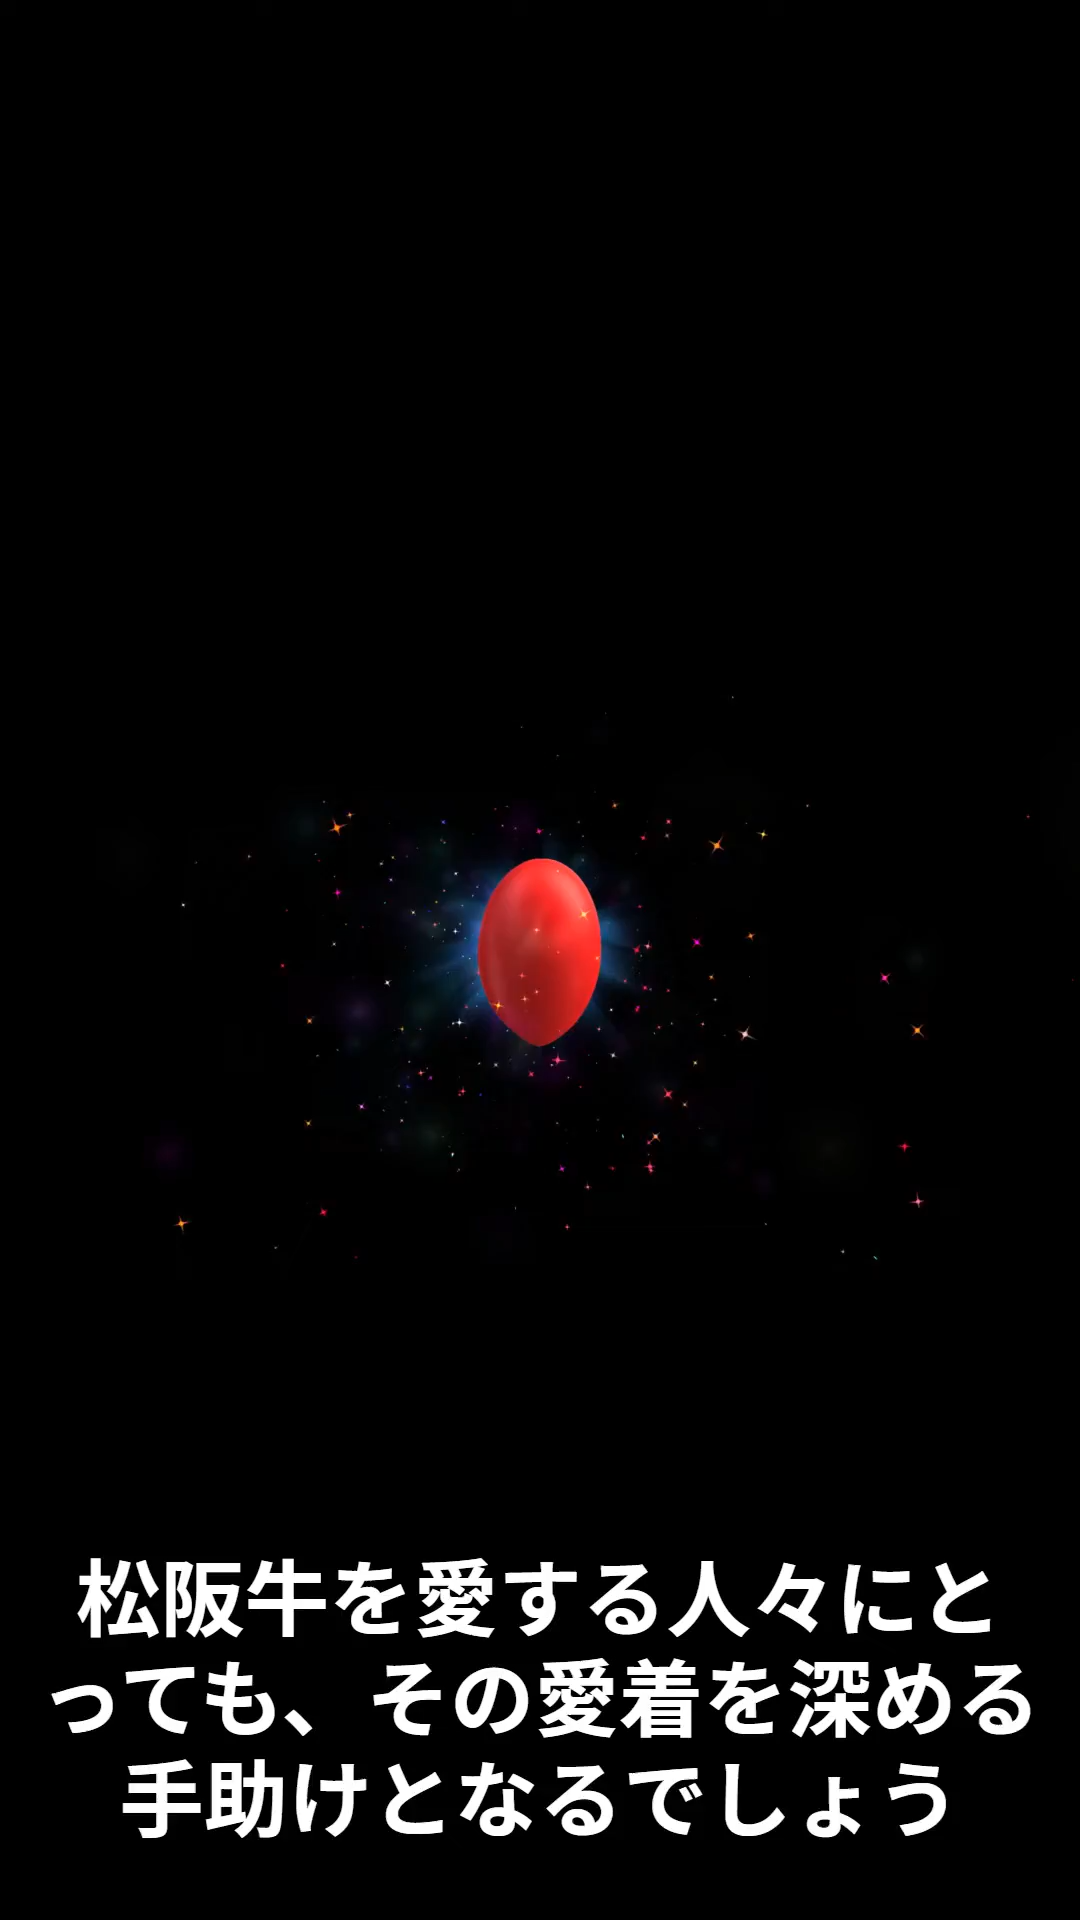 松阪牛を愛する人々にと
っても、その愛着を深める
手助けとなるでしょう